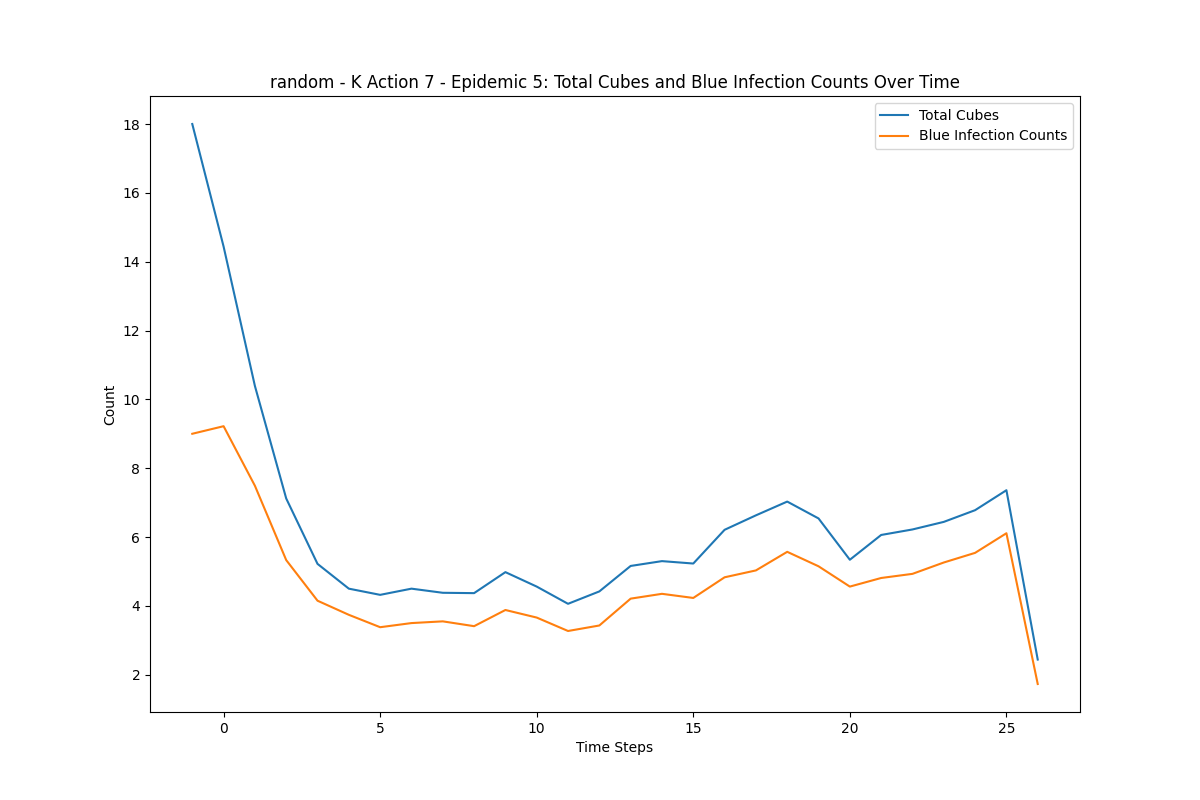 random - K Action 7 - Epidemic 5: Total Cubes and Blue Infection Counts Over Time
Total Cubes
Blue Infection Counts
18
16
14
12
10
8
6
4
2
Count
0 5 10 15 20 25
Time Steps